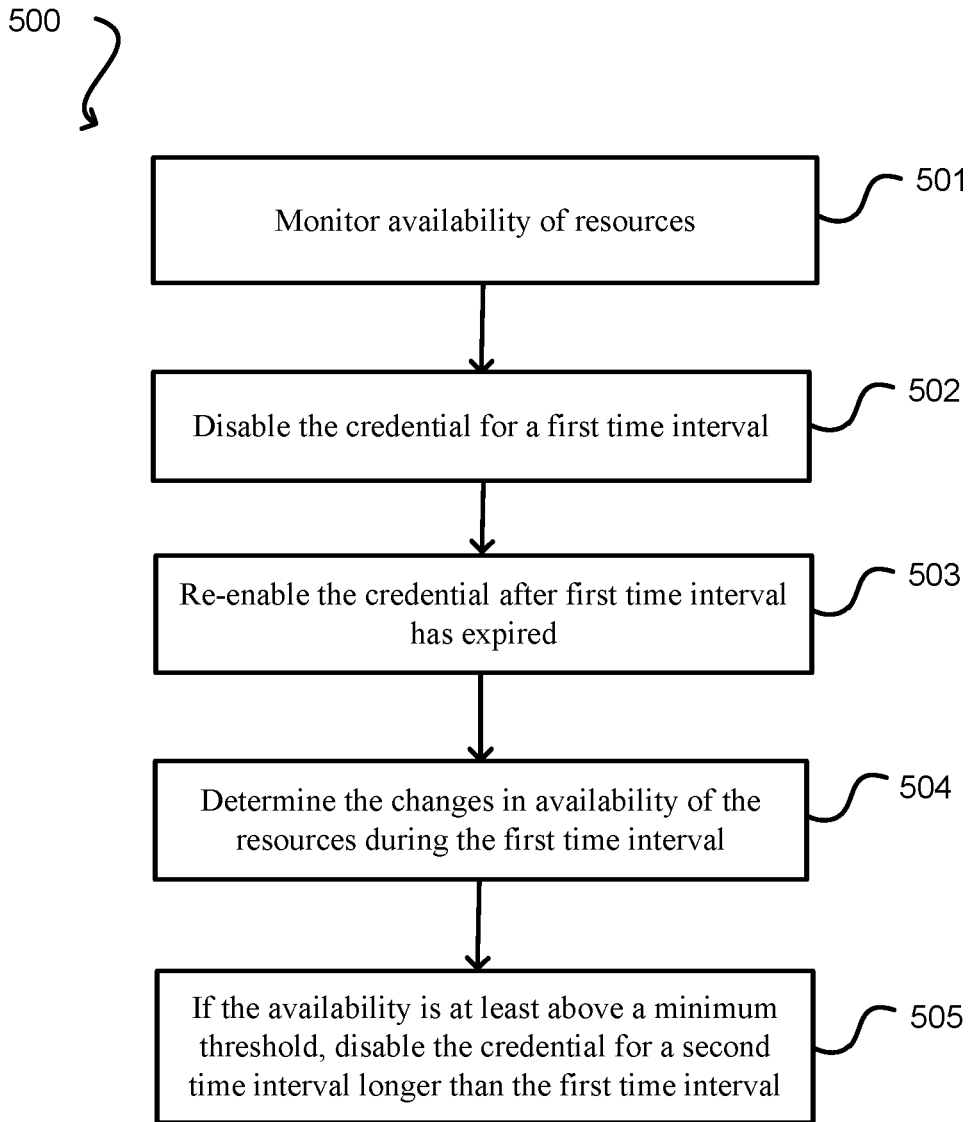 500
Monitor availability of resources
501
Disable the credential for a first time interval
502
Re-enable the credential after first time interval
has expired
503
Determine the changes in availability of the
resources during the first time interval
504
If the availability is at least above a minimum
threshold, disable the credential for a second
time interval longer than the first time interval
505